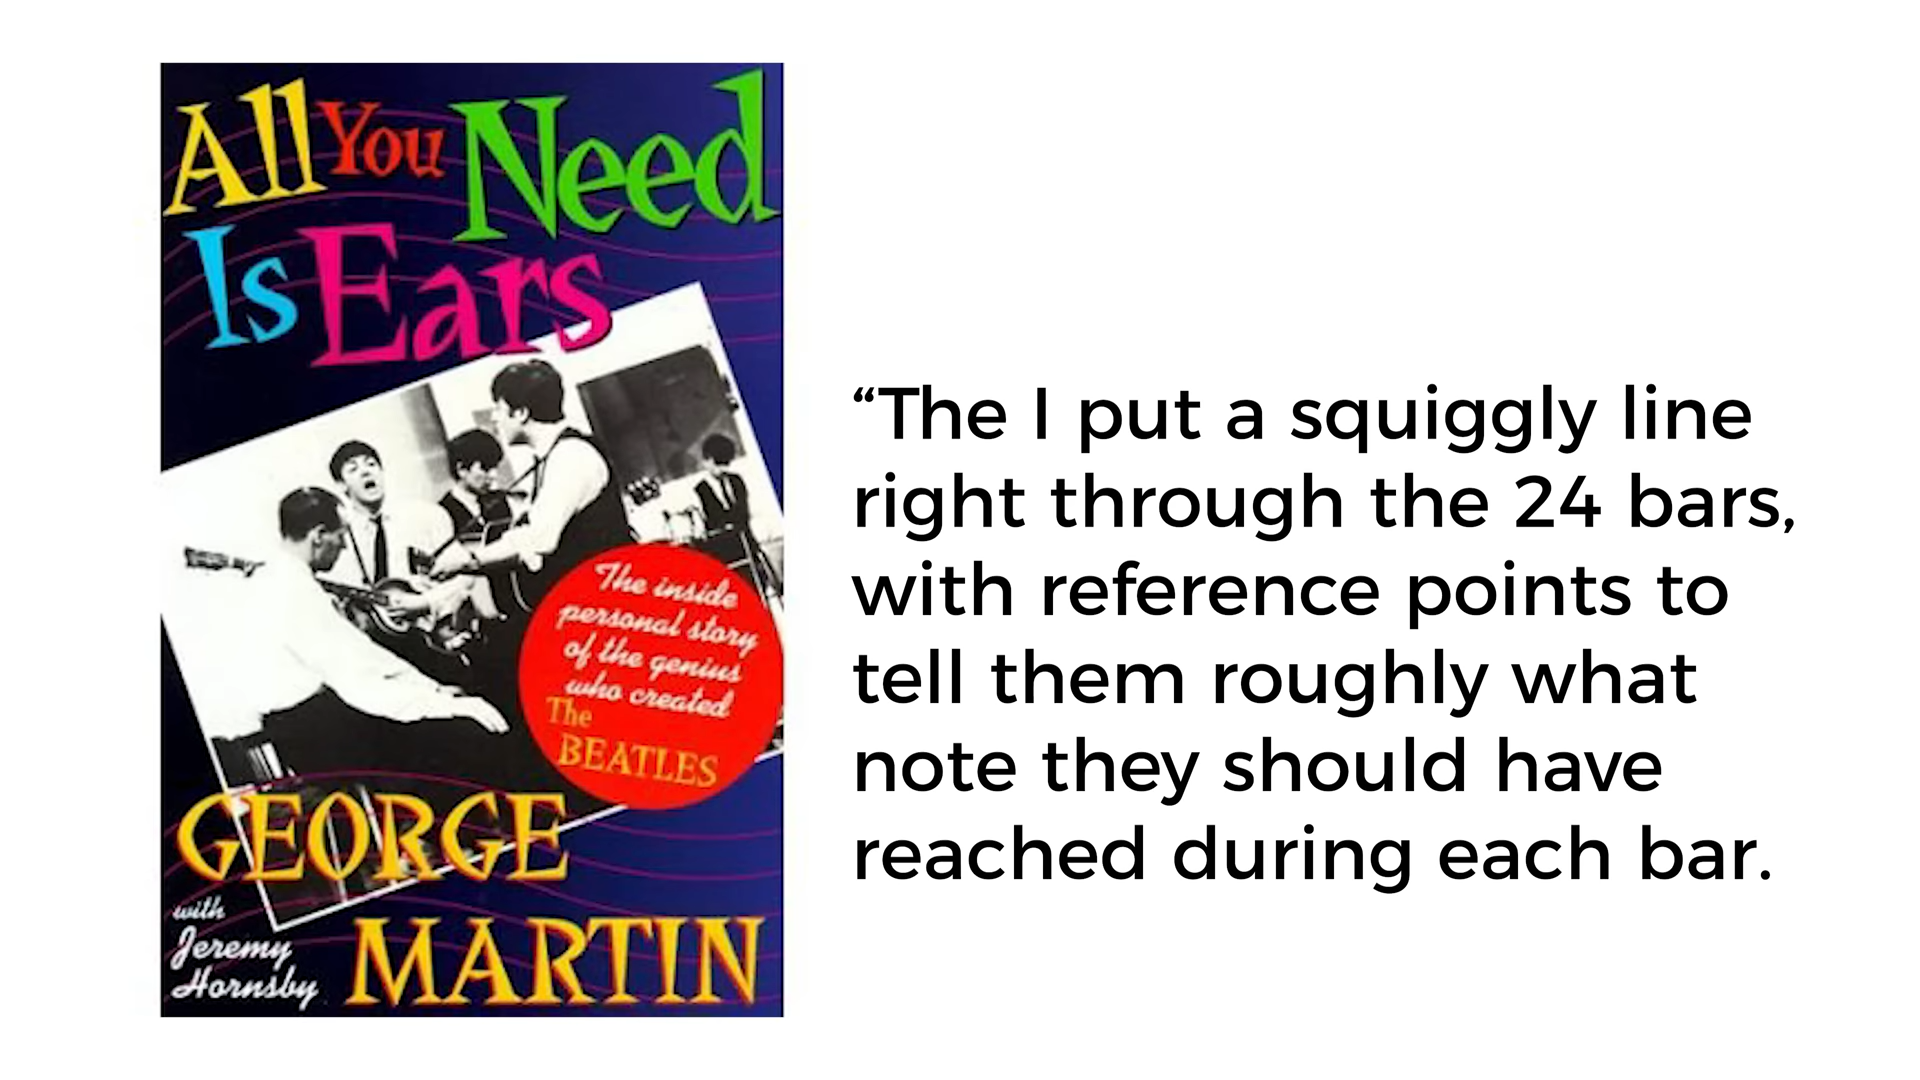 All You Need
Is Ears
The inside
personal story
of the genius
who created
The
BEATLES
GEORGE
with
Jeremy
Hornsby
MARTIN
“The I put a squiggly line
right through the 24 bars,
with reference points to
tell them roughly what
note they should have
reached during each bar.